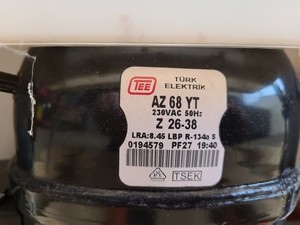 TEE
TÜRK
ELEKTRİK
AZ 68 YT
230VAC 50Hz
Z 26-38
LRA:8.45 LBP R-134a S
0194579 PF27 19:40
TSEK